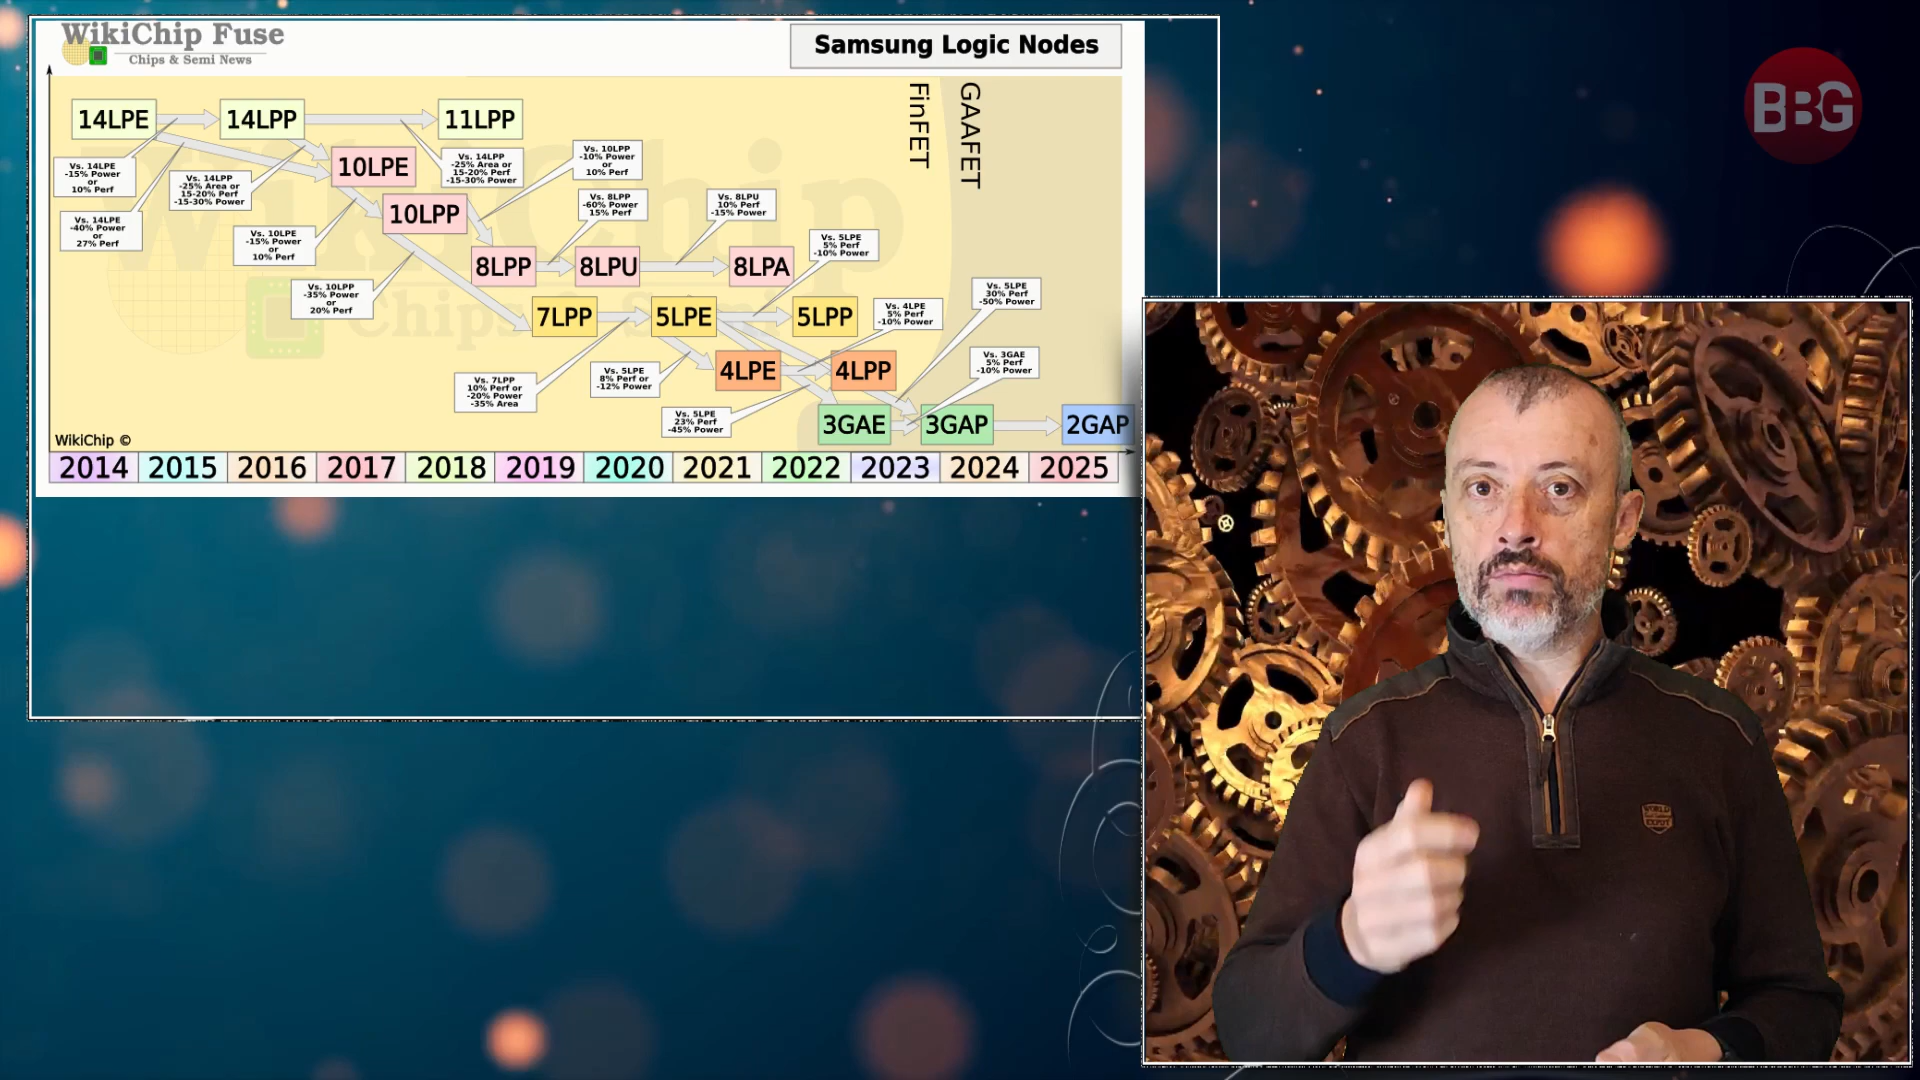 WikiChip Fuse
Chips & Semi News
Samsung Logic Nodes
BBG
FinFET
GAAFET
14LPE
14LPP
11LPP
10LPE
10LPP
8LPP
8LPU
8LPA
7LPP
5LPE
5LPP
4LPE
4LPP
3GAE
3GAP
2GAP
Vs. 14LPE
-15% Power
or
10% Perf
Vs. 14LPE
-40% Power
or
27% Perf
Vs. 14LPP
-25% Area or
15-20% Perf
-15-30% Power
Vs. 10LPE
-15% Power
or
10% Perf
Vs. 10LPP
-35% Power
or
20% Perf
Vs. 14LPP
-25% Area or
15-20% Perf
-15-30% Power
Vs. 10LPP
-10% Power
or
10% Perf
Vs. 8LPP
-60% Power
15% Perf
Vs. 8LPU
10% Perf
-15% Power
Vs. 5LPE
5% Perf
-10% Power
Vs. 4LPE
5% Perf
-10% Power
Vs. 5LPE
30% Perf
-50% Power
Vs. 3GAE
5% Perf
-10% Power
Vs. 7LPP
10% Perf or
-20% Power
-35% Area
Vs. 5LPE
8% Perf or
-12% Power
Vs. 5LPE
23% Perf
-45% Power
WikiChip
Chips & Semi News
WikiChip ©
2014 2015 2016 2017 2018 2019 2020 2021 2022 2023 2024 2025
WORLD
EXPDT